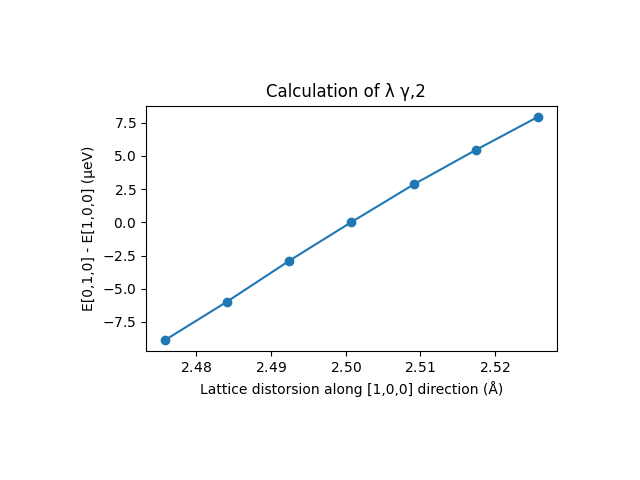 Calculation of λ γ,2
E[0,1,0] - E[1,0,0] (μeV)
7.5
5.0
2.5
0.0
−2.5
−5.0
−7.5
2.48 2.49 2.50 2.51 2.52
Lattice distorsion along [1,0,0] direction (Å)